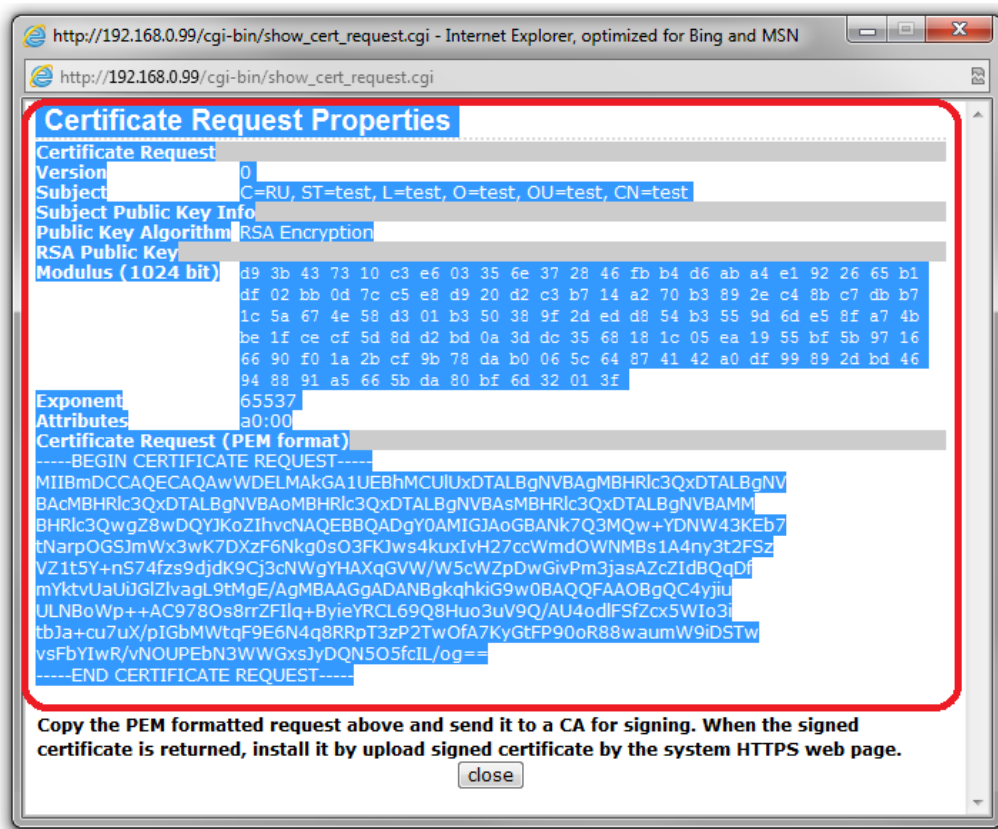 http://192.168.0.99/cgi-bin/show_cert_request.cgi - Internet Explorer, optimized for Bing and MSN
http://192.168.0.99/cgi-bin/show_cert_request.cgi
Certificate Request Properties
Certificate Request
Version 0
Subject C=RU, ST=test, L=test, O=test, OU=test, CN=test
Subject Public Key Info
Public Key Algorithm RSA Encryption
RSA Public Key
Modulus (1024 bit) d9 3b 43 73 10 c3 e6 03 35 6e 37 28 46 fb b4 d6 ab a4 e1 92 26 65 b1
df 02 bb 0d 7c c5 e8 d9 20 d2 c3 b7 14 a2 70 b3 89 2e c4 8b c7 db b7
1c 5a 67 4e 58 d3 01 b3 50 38 9f 2d ed d8 54 b3 55 9d 6d e5 8f a7 4b
be 1f ce cf 5d 8d d2 bd 0a 3d dc 35 68 18 1c 05 ea 19 55 bf 5b 97 16
66 90 f0 1a 2b cf 9b 78 da b0 06 5c 64 87 41 42 a0 df 99 89 2d bd 46
94 88 91 a5 66 5b da 80 bf 6d 32 01 3f
Exponent 65537
Attributes a0:00
Certificate Request (PEM format)
-----BEGIN CERTIFICATE REQUEST-----
MIIBmDCCAQECAQAwWDELMAkGA1UEBhMCUlUxDTALBgNVBAgMBHRlc3QxDTALBgNV
BAcMBHRlc3QxDTALBgNVBAoMBHRlc3QxDTALBgNVBAsMBHRlc3QxDTALBgNVBAMM
BHRlc3QwgZ8wDQYJKoZIhvcNAQEBBQADgY0AMIGJAoGBANk7Q3MQw+YDNW43KEb7
tNarpOGSJmWx3wK7DXzF6Nkg0sO3FKJws4kuxIvH27ccWmdOWNMBs1A4ny3t2FSz
VZ1t5Y+nS74fzs9djdK9Cj3cNWgYHAXqGVW/W5cWZpDwGivPm3jasAZcZIdBQqDf
mYktvUaUiJGlZlvagL9tMgE/AgMBAAGgADANBgkqhkiG9w0BAQQFAAOBgQC4yjiu
ULNBoWp++AC978Os8rrZFIlq+ByieYRCL69Q8Huo3uV9Q/AU4odlFSfZcx5WIo3i
tbJa+cu7uX/pIGbMWtqF9E6N4q8RRpT3zP2TwOfA7KyGtFP90oR88waumW9iDSTw
vsFbYIwR/vNOUPEbN3WWGxsJyDQN5O5fcIL/og==
-----END CERTIFICATE REQUEST-----
Copy the PEM formatted request above and send it to a CA for signing. When the signed
certificate is returned, install it by upload signed certificate by the system HTTPS web page.
close